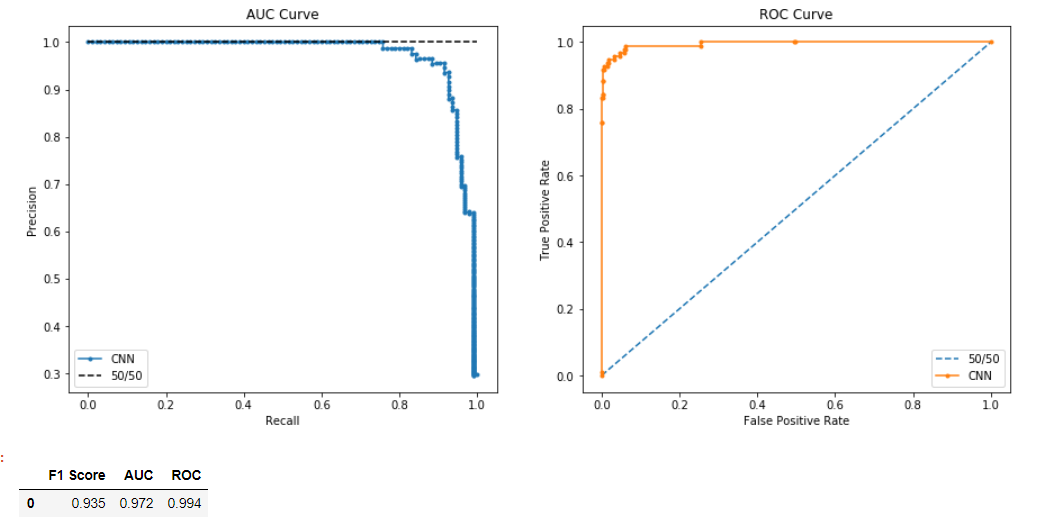 AUC Curve
1.0
0.9
0.8
0.7
0.6
0.5
0.4
0.3
Precision
CNN
50/50
0.0 0.2 0.4 0.6 0.8 1.0
Recall
ROC Curve
1.0
0.8
0.6
0.4
0.2
0.0
True Positive Rate
50/50
CNN
0.0 0.2 0.4 0.6 0.8 1.0
False Positive Rate
:
F1 Score AUC ROC
0 0.935 0.972 0.994